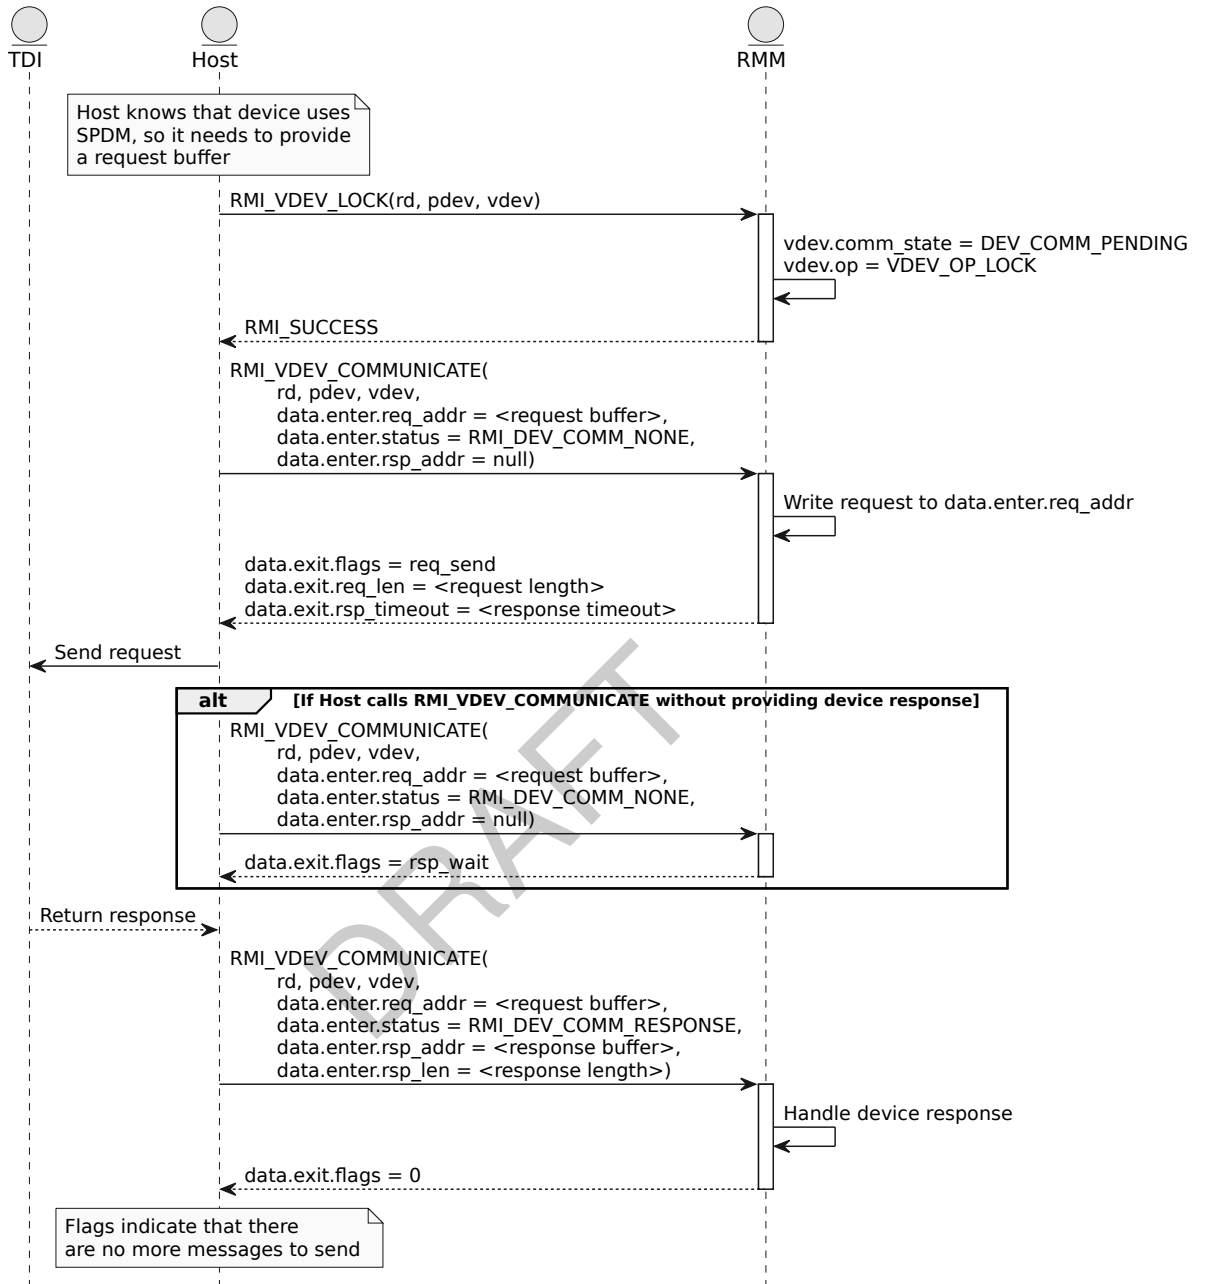 TDI
Host
RMM
Host knows that device uses
SPDM, so it needs to provide
a request buffer
RMI_VDEV_LOCK(rd, pdev, vdev)
vdev.comm_state = DEV_COMM_PENDING
vdev.op = VDEV_OP_LOCK
RMI_SUCCESS
RMI_VDEV_COMMUNICATE(
rd, pdev, vdev,
data.enter.req_addr = <request buffer>,
data.enter.status = RMI_DEV_COMM_NONE,
data.enter.rsp_addr = null)
Write request to data.enter.req_addr
data.exit.flags = req_send
data.exit.req_len = <request length>
data.exit.rsp_timeout = <response timeout>
Send request
alt [If Host calls RMI_VDEV_COMMUNICATE without providing device response]
RMI_VDEV_COMMUNICATE(
rd, pdev, vdev,
data.enter.req_addr = <request buffer>,
data.enter.status = RMI_DEV_COMM_NONE,
data.enter.rsp_addr = null)
data.exit.flags = rsp_wait
Return response
RMI_VDEV_COMMUNICATE(
rd, pdev, vdev,
data.enter.req_addr = <request buffer>,
data.enter.status = RMI_DEV_COMM_RESPONSE,
data.enter.rsp_addr = <response buffer>,
data.enter.rsp_len = <response length>)
Handle device response
data.exit.flags = 0
Flags indicate that there
are no more messages to send
DRAFT